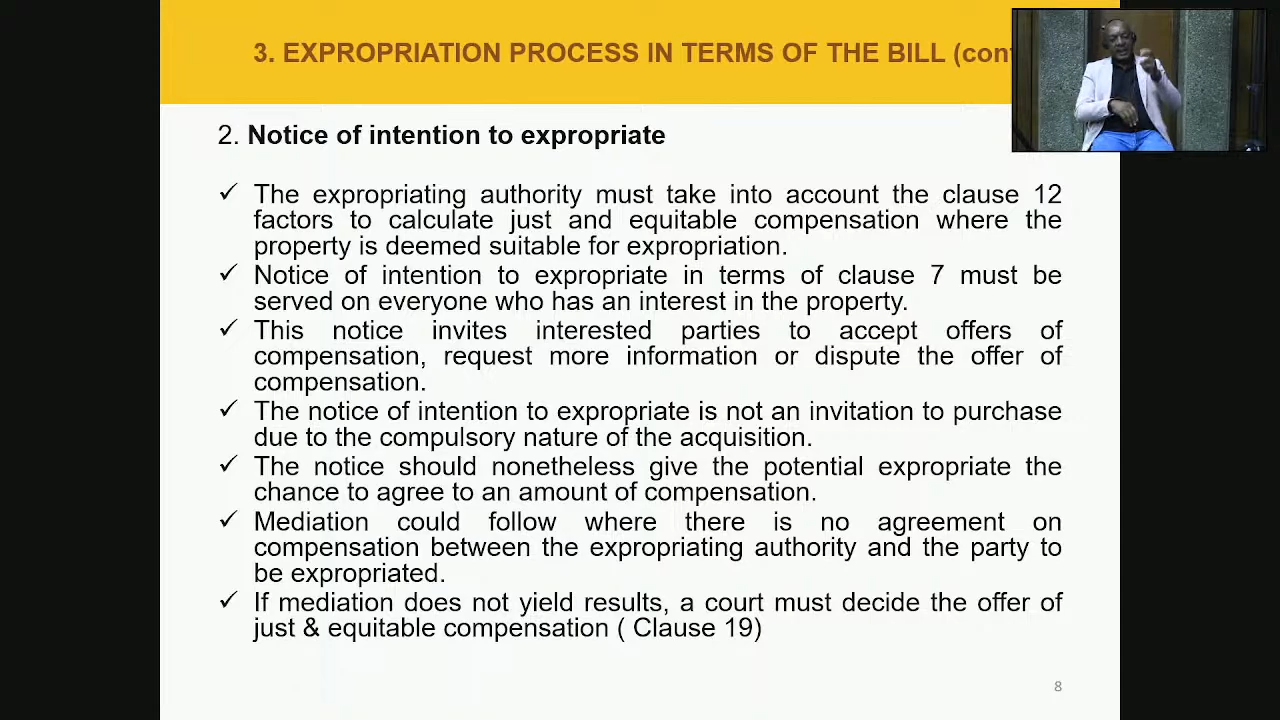 3. EXPROPRIATION PROCESS IN TERMS OF THE BILL (con
2. Notice of intention to expropriate
✓ The expropriating authority must take into account the clause 12
factors to calculate just and equitable compensation where the
property is deemed suitable for expropriation.
✓ Notice of intention to expropriate in terms of clause 7 must be
served on everyone who has an interest in the property.
✓ This notice invites interested parties to accept offers of
compensation, request more information or dispute the offer of
compensation.
✓ The notice of intention to expropriate is not an invitation to purchase
due to the compulsory nature of the acquisition.
✓ The notice should nonetheless give the potential expropriate the
chance to agree to an amount of compensation.
✓ Mediation could follow where there is no agreement on
compensation between the expropriating authority and the party to
be expropriated.
✓ If mediation does not yield results, a court must decide the offer of
just & equitable compensation ( Clause 19)
8